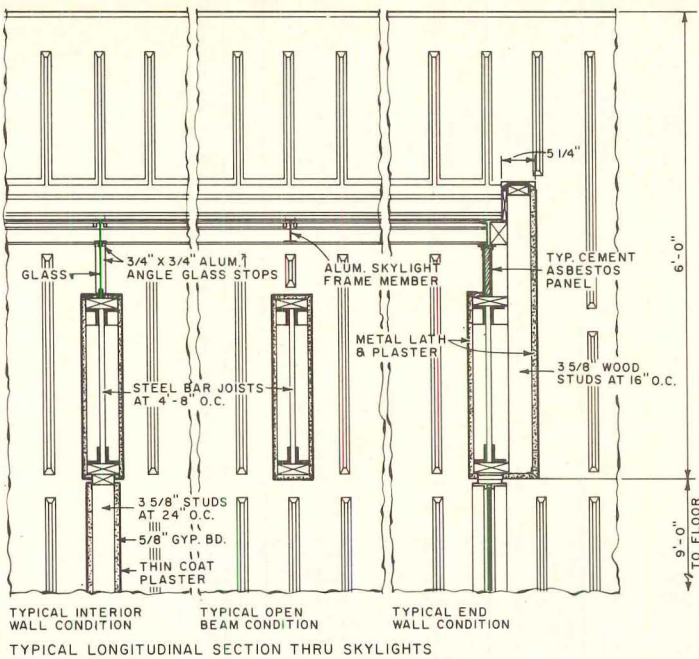 5 1/4"
6'-0"
3/4" X 3/4" ALUM.
ANGLE GLASS STOPS
GLASS
ALUM. SKYLIGHT
FRAME MEMBER
TYP. CEMENT
ASBESTOS
PANEL
METAL LATH
& PLASTER
STEEL BAR JOISTS
AT 4'-8" O.C.
3 5/8" WOOD
STUDS AT 16" O.C.
3 5/8" STUDS
AT 24" O.C.
5/8" GYP. BD.
THIN COAT
PLASTER
9'-0"
TO FLOOR
TYPICAL INTERIOR
WALL CONDITION
TYPICAL OPEN
BEAM CONDITION
TYPICAL END
WALL CONDITION
TYPICAL LONGITUDINAL SECTION THRU SKYLIGHTS